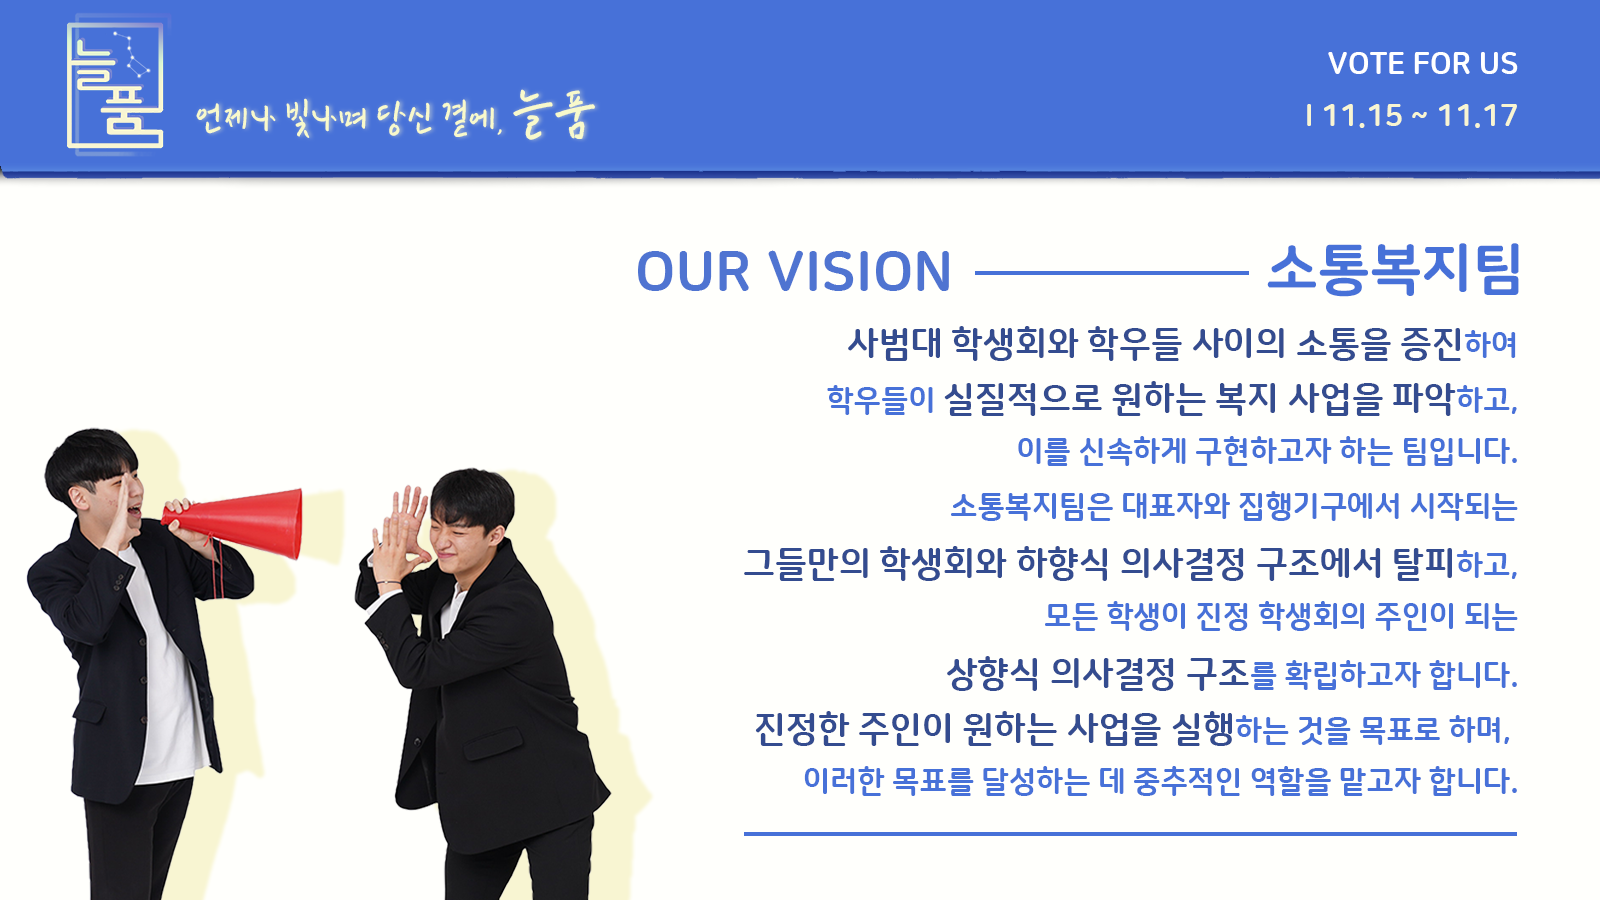 늘품
언제나 빛나며 당신 곁에, 늘품
VOTE FOR US
I 11.15 ~ 11.17
OUR VISION 소통복지팀
사범대 학생회와 학우들 사이의 소통을 증진하여
학우들이 실질적으로 원하는 복지 사업을 파악하고,
이를 신속하게 구현하고자 하는 팀입니다.
소통복지팀은 대표자와 집행기구에서 시작되는
그들만의 학생회와 하향식 의사결정 구조에서 탈피하고,
모든 학생이 진정 학생회의 주인이 되는
상향식 의사결정 구조를 확립하고자 합니다.
진정한 주인이 원하는 사업을 실행하는 것을 목표로 하며,
이러한 목표를 달성하는 데 중추적인 역할을 맡고자 합니다.